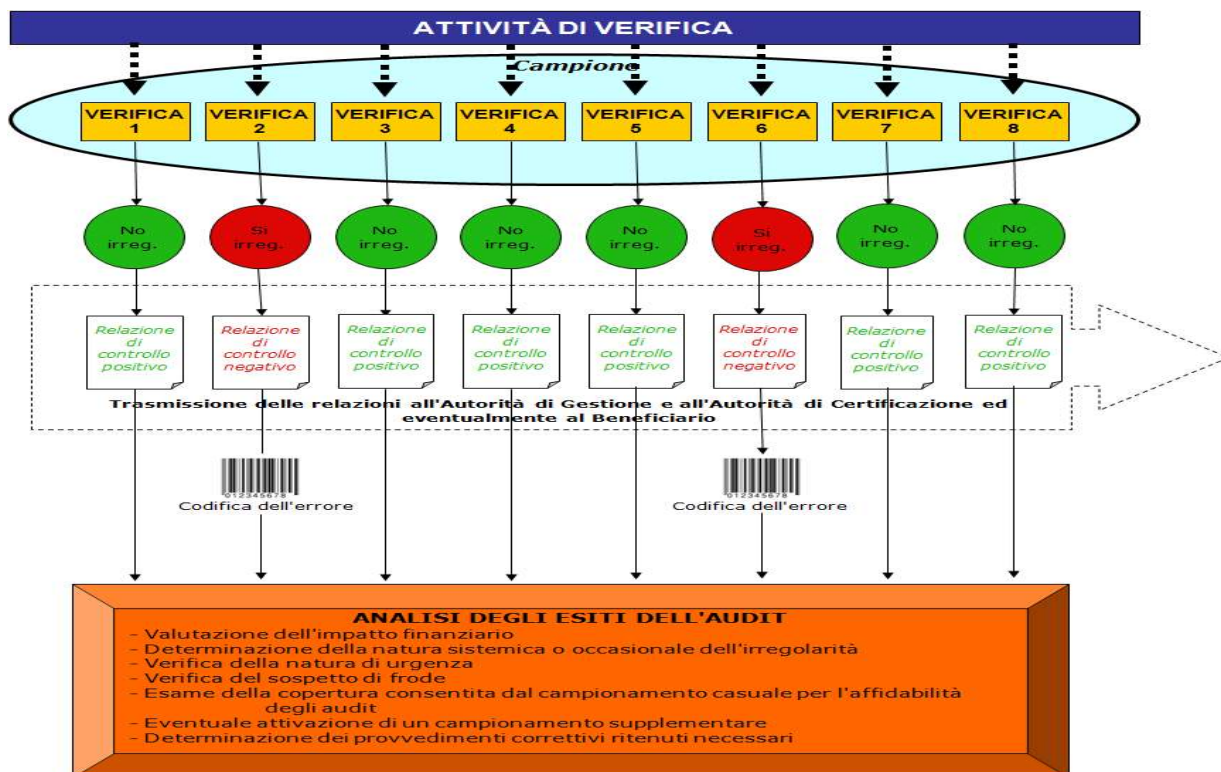 ATTIVITÀ DI VERIFICA
Campione
VERIFICA
1
VERIFICA
2
VERIFICA
3
VERIFICA
4
VERIFICA
5
VERIFICA
6
VERIFICA
7
VERIFICA
8
No
irreg.
Si
irreg.
No
irreg.
No
irreg.
No
irreg.
Si
irreg.
No
irreg.
No
irreg.
Relazione
di
controllo
positivo
Relazione
di
controllo
negativo
Relazione
di
controllo
positivo
Relazione
di
controllo
positivo
Relazione
di
controllo
positivo
Relazione
di
controllo
negativo
Relazione
di
controllo
positivo
Relazione
di
controllo
positivo
Trasmissione delle relazioni all'Autorità di Gestione e all'Autorità di Certificazione ed
eventualmente al Beneficiario
012345678
Codifica dell'errore
012345678
Codifica dell'errore
ANALISI DEGLI ESITI DELL'AUDIT
- Valutazione dell'impatto finanziario
- Determinazione della natura sistemica o occasionale dell'irregolarità
- Verifica della natura di urgenza
- Verifica del sospetto di frode
- Esame della copertura consentita dal campionamento casuale per l'affidabilità
degli audit
- Eventuale attivazione di un campionamento supplementare
- Determinazione dei provvedimenti correttivi ritenuti necessari